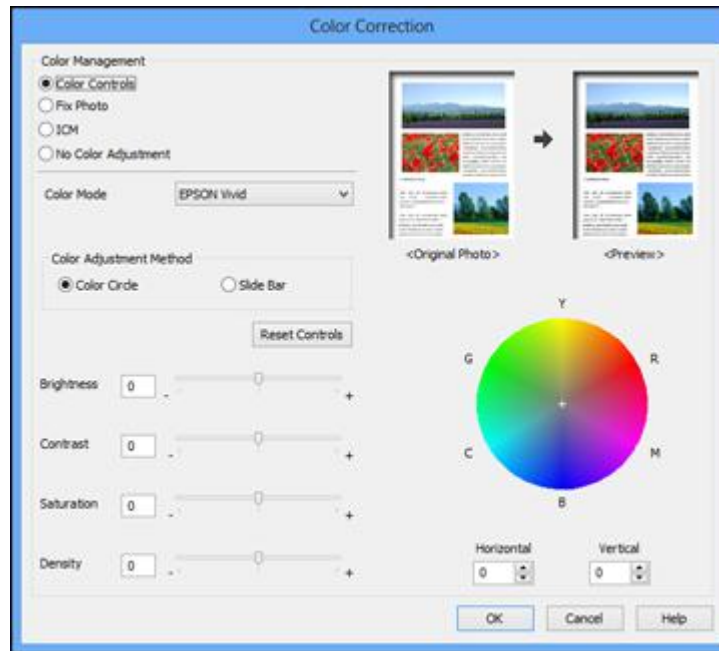 Color Correction
Color Management
Color Controls
Fix Photo
ICM
No Color Adjustment
Color Mode
EPSON Vivid
Color Adjustment Method
Color Circle
Slide Bar
Reset Controls
Brightness 0 - +
Contrast 0 - +
Saturation 0 - +
Density 0 - +
<Original Photo>
<Preview>
Y
G R
C M
B
Horizontal Vertical
0 0
OK Cancel Help